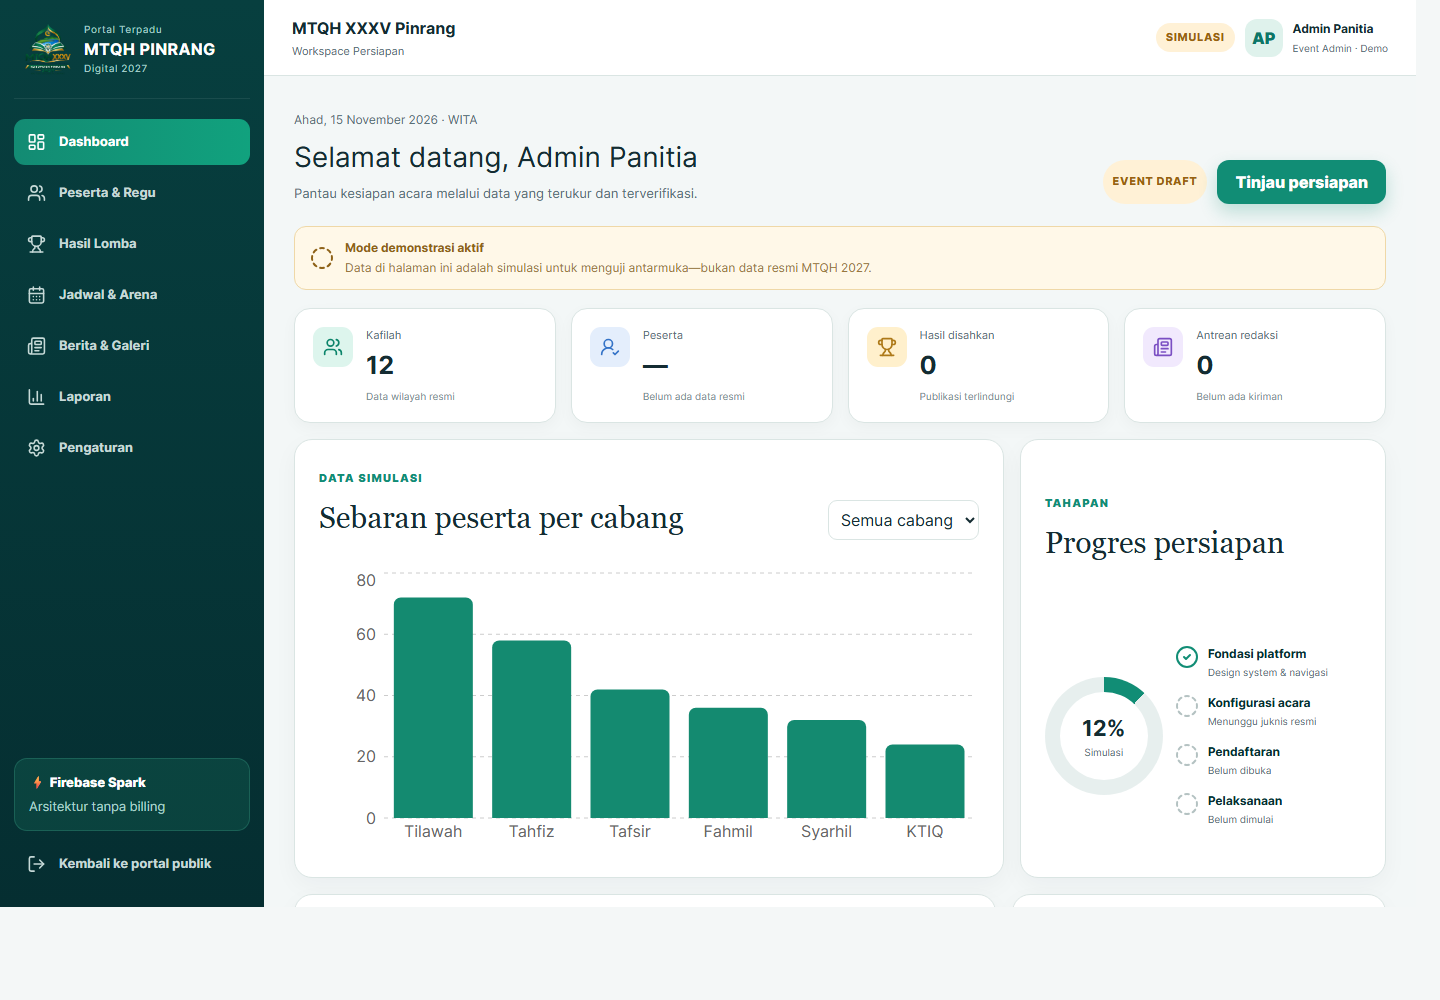 Portal Terpadu
MTQH PINRANG
Digital 2027
Dashboard
Peserta & Regu
Hasil Lomba
Jadwal & Arena
Berita & Galeri
Laporan
Pengaturan
Firebase Spark
Arsitektur tanpa billing
Kembali ke portal publik
MTQH XXXV Pinrang
Workspace Persiapan
SIMULASI
AP
Admin Panitia
Event Admin · Demo
Ahad, 15 November 2026 · WITA
Selamat datang, Admin Panitia
Pantau kesiapan acara melalui data yang terukur dan terverifikasi.
EVENT DRAFT
Tinjau persiapan
Mode demonstrasi aktif
Data di halaman ini adalah simulasi untuk menguji antarmuka—bukan data resmi MTQH 2027.
Kafilah
12
Data wilayah resmi
Peserta
—
Belum ada data resmi
Hasil disahkan
0
Publikasi terlindungi
Antrean redaksi
0
Belum ada kiriman
DATA SIMULASI
Sebaran peserta per cabang
Semua cabang
80
60
40
20
0
Tilawah
Tahfiz
Tafsir
Fahmil
Syarhil
KTIQ
TAHAPAN
Progres persiapan
12%
Simulasi
Fondasi platform
Design system & navigasi
Konfigurasi acara
Menunggu juknis resmi
Pendaftaran
Belum dibuka
Pelaksanaan
Belum dimulai